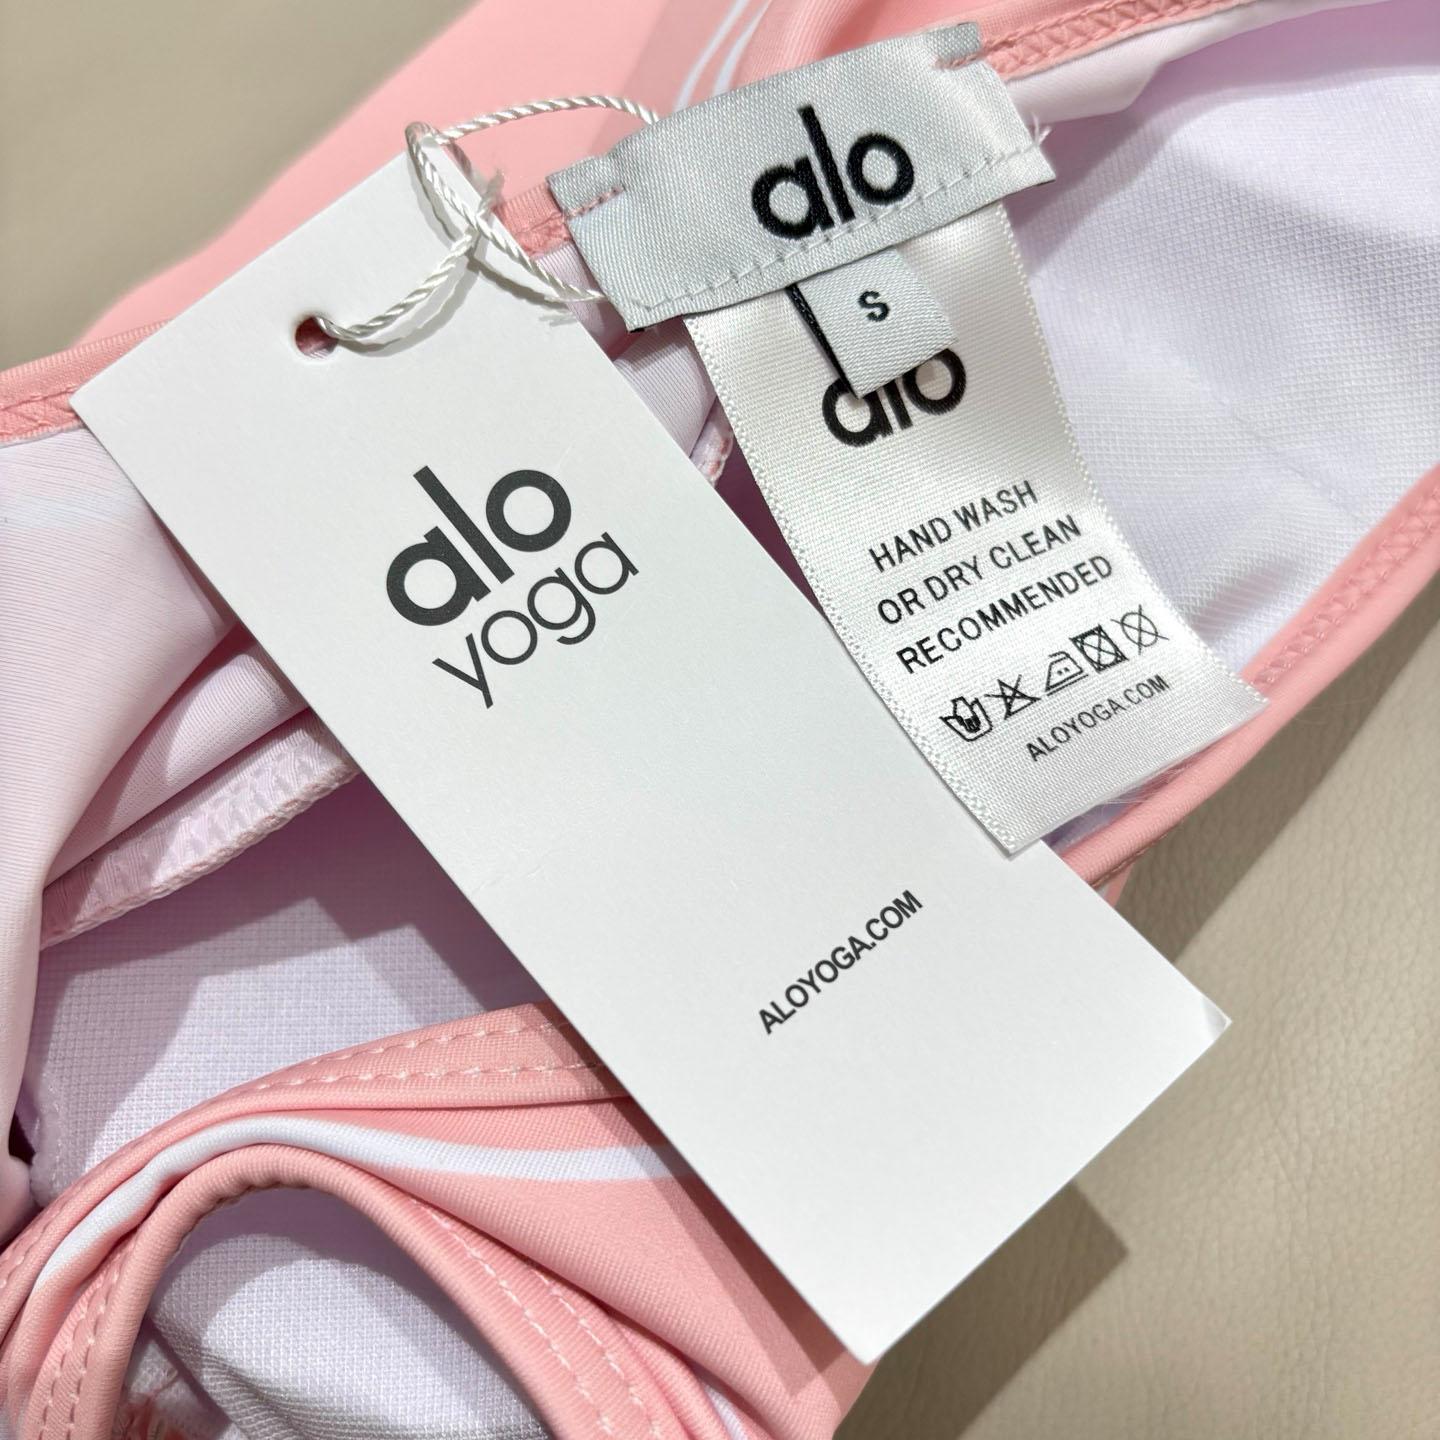 alo
S
alo
HAND WASH
OR DRY CLEAN
RECOMMENDED
ALOYOGA.COM
alo
yoga
ALOYOGA.COM